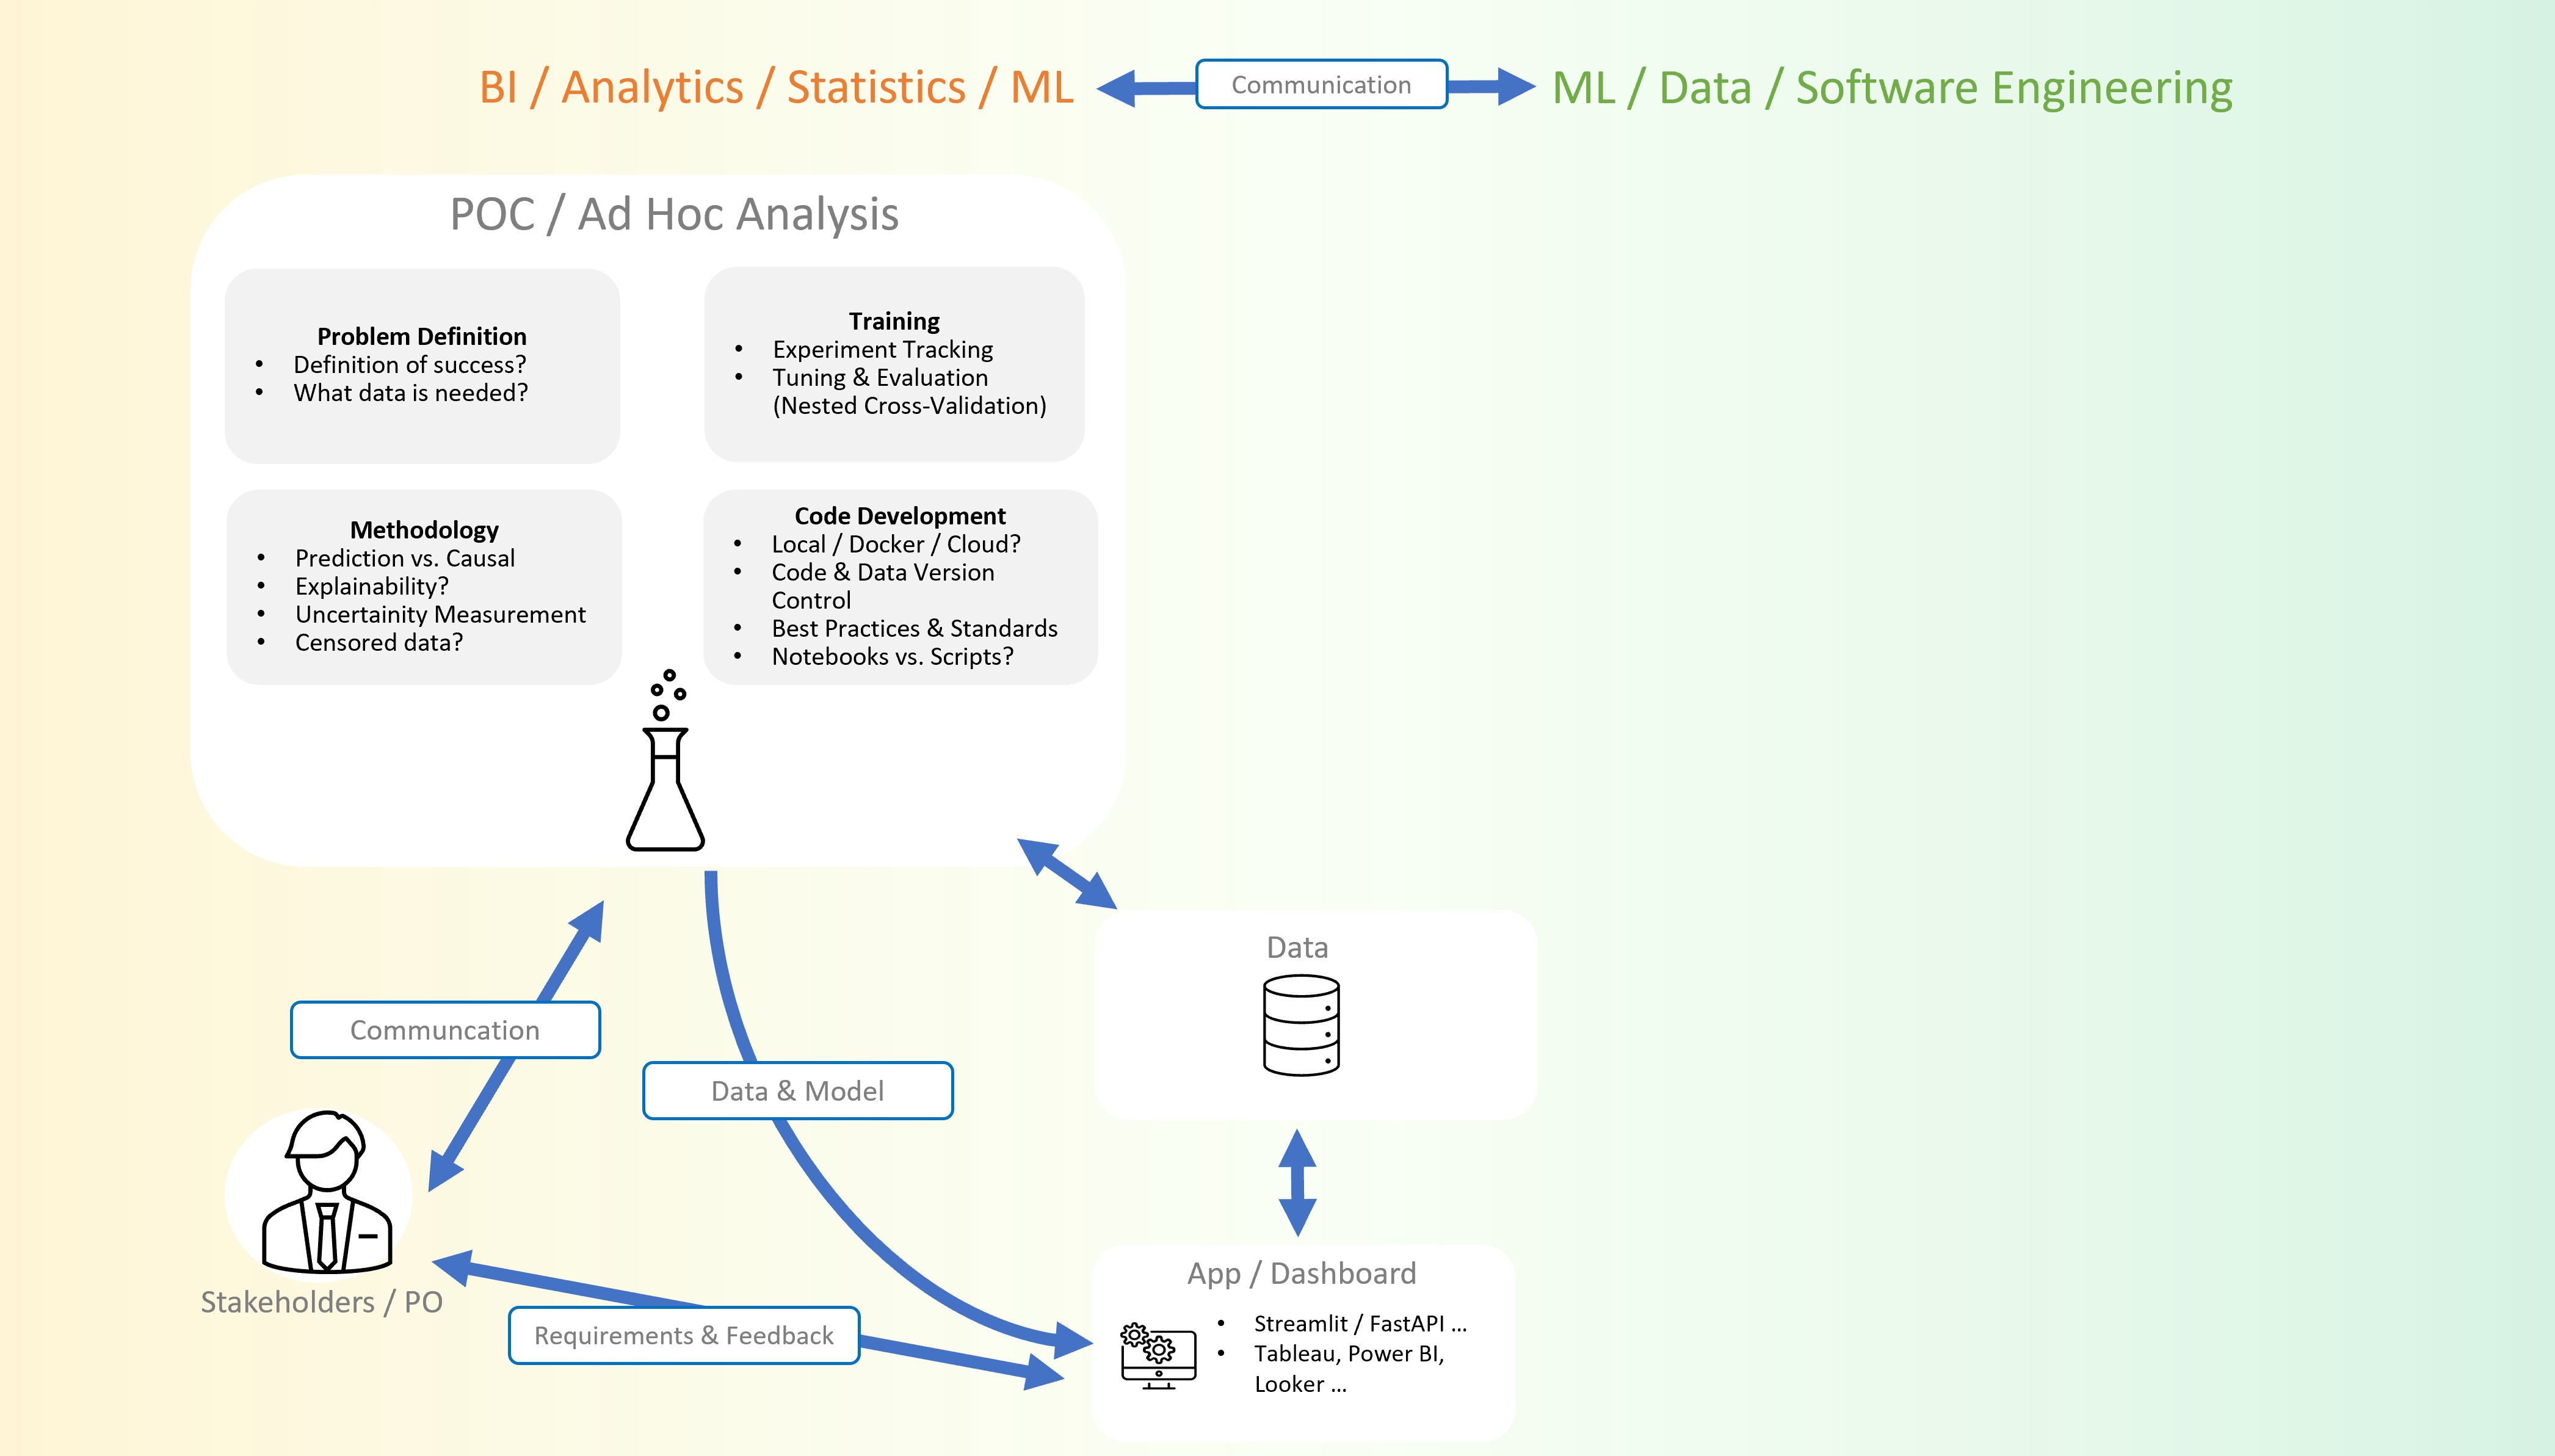 BI / Analytics / Statistics / ML
Communication
ML / Data / Software Engineering
POC / Ad Hoc Analysis
Problem Definition
• Definition of success?
• What data is needed?
Training
• Experiment Tracking
• Tuning & Evaluation
(Nested Cross-Validation)
Methodology
• Prediction vs. Causal
• Explainability?
• Uncertainity Measurement
• Censored data?
Code Development
• Local / Docker / Cloud?
• Code & Data Version
Control
• Best Practices & Standards
• Notebooks vs. Scripts?
Data
Communcation
Data & Model
Stakeholders / PO
Requirements & Feedback
App / Dashboard
• Streamlit / FastAPI ...
• Tableau, Power BI,
Looker ...